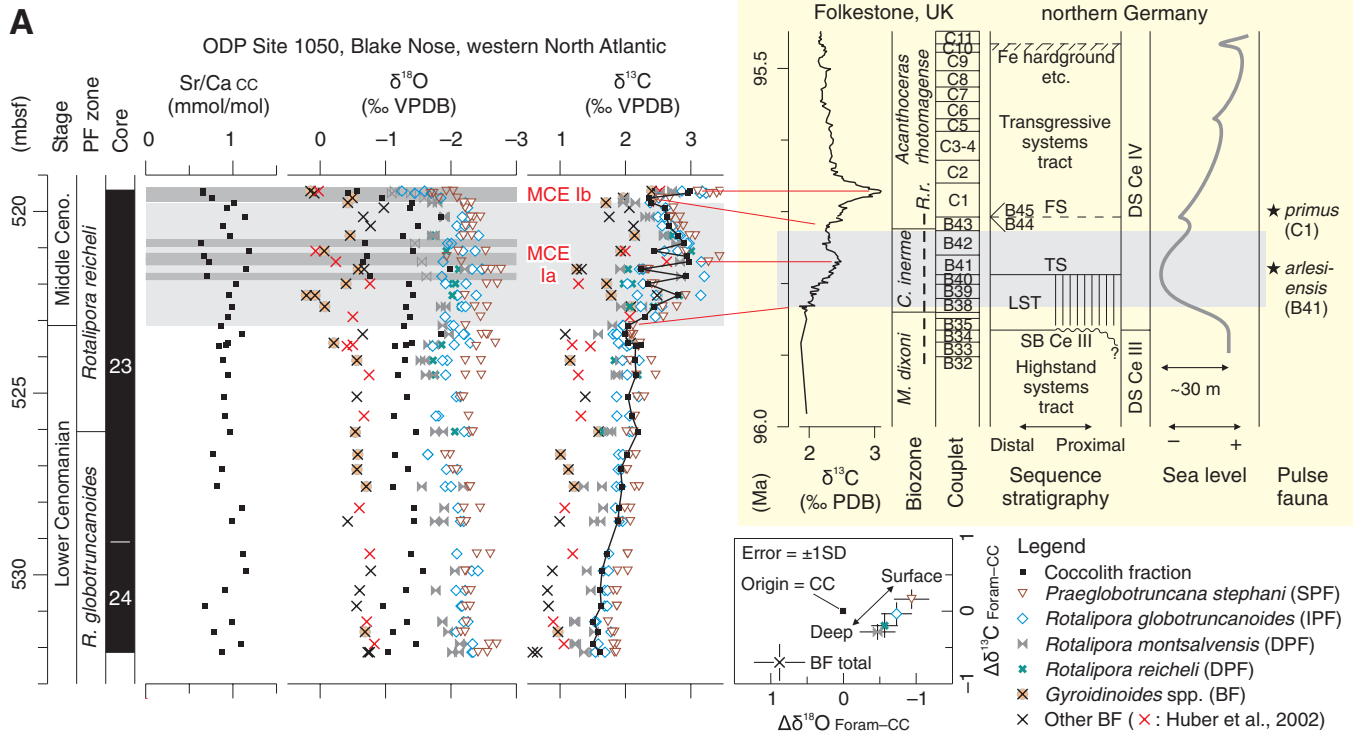 A
ODP Site 1050, Blake Nose, western North Atlantic
Sr/Ca CC
(mmol/mol)
δ18O
(‰ VPDB)
δ13C
(‰ VPDB)
(mbsf)
Stage
PF zone
Core
0 1
0 −1 −2 −3
1 2 3
520
525
530
Middle Ceno.
Lower Cenomanian
Rotalipora reicheli
R. globotruncanoides
23
24
MCE Ib
MCE
Ia
Folkestone, UK
northern Germany
95.5
96.0
(Ma)
1 2 3
δ13C
(‰ PDB)
Acanthoceras
rhotomagense
R.r.
C. inerme
M. dixoni
Biozone
C11
C10
C9
C8
C7
C6
C5
C3-4
C2
C1
B43
B42
B41
B40
B39
B38
B35
B34
B33
B32
Couplet
Fe hardground
etc.
Transgressive
systems
tract
B45
FS
B44
TS
LST
SB Ce III
?
Highstand
systems
tract
Distal Proximal
Sequence
stratigraphy
DS Ce IV
DS Ce III
~30 m
− +
Sea level
★ primus
(C1)
★ arlesi-
ensis
(B41)
Pulse
fauna
Error = ±1SD
Origin = CC
Surface
Deep
BF total
1 0 −1
Δδ18O Foram–CC
1
0
−1
Δδ13C Foram–CC
Legend
Coccolith fraction
Praeglobotruncana stephani (SPF)
Rotalipora globotruncanoides (IPF)
Rotalipora montsalvensis (DPF)
Rotalipora reicheli (DPF)
Gyroidinoides spp. (BF)
Other BF ( × : Huber et al., 2002)